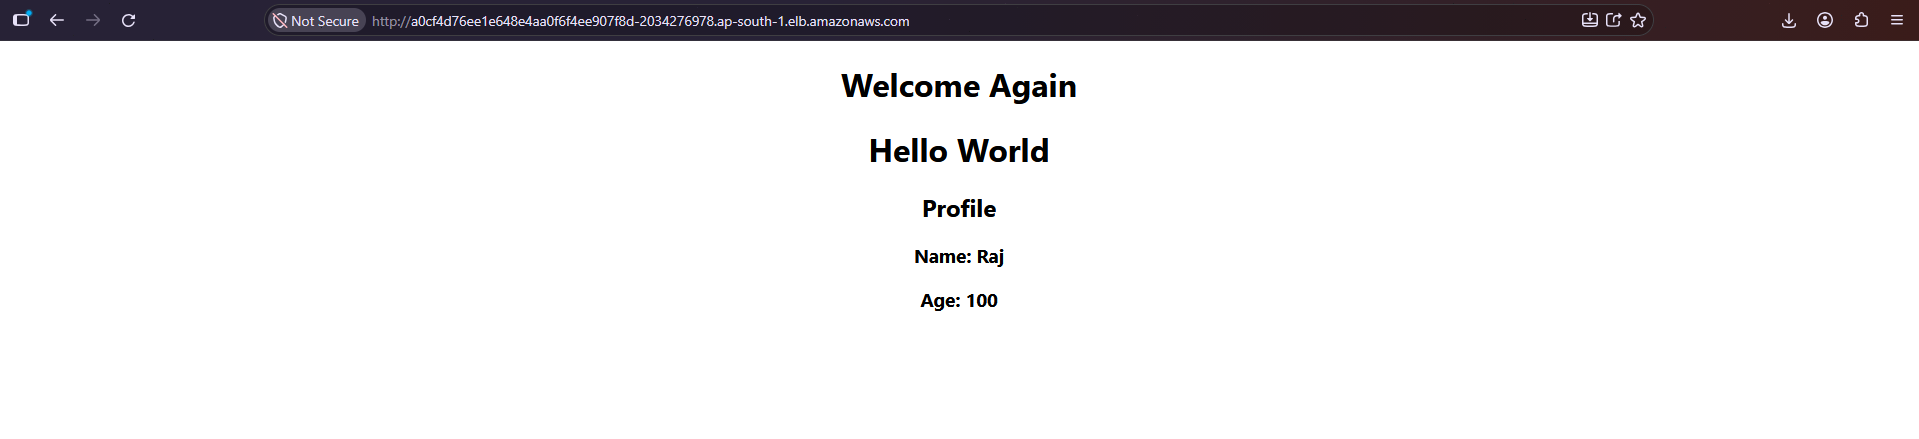 Not Secure http://a0cf4d76ee1e648e4aa0f6f4ee907f8d-2034276978.ap-south-1.elb.amazonaws.com
Welcome Again
Hello World
Profile
Name: Raj
Age: 100